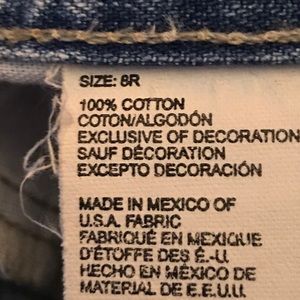 SIZE: 8R
100% COTTON
COTON/ALGODÓN
EXCLUSIVE OF DECORATION
SAUF DÉCORATION
EXCEPTO DECORACIÓN
MADE IN MEXICO OF
U.S.A. FABRIC
FABRIQUÉ EN MEXIQUE
D'ÉTOFFE DES É.-U.
HECHO EN MÉXICO DE
MATERIAL DE E.E.U.U.